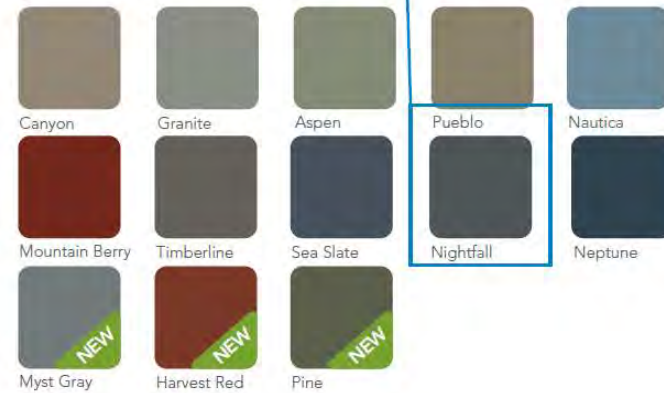 Canyon Granite Aspen Pueblo Nautica
Mountain Berry Timberline Sea Slate Nightfall Neptune
NEW NEW NEW
Myst Gray Harvest Red Pine